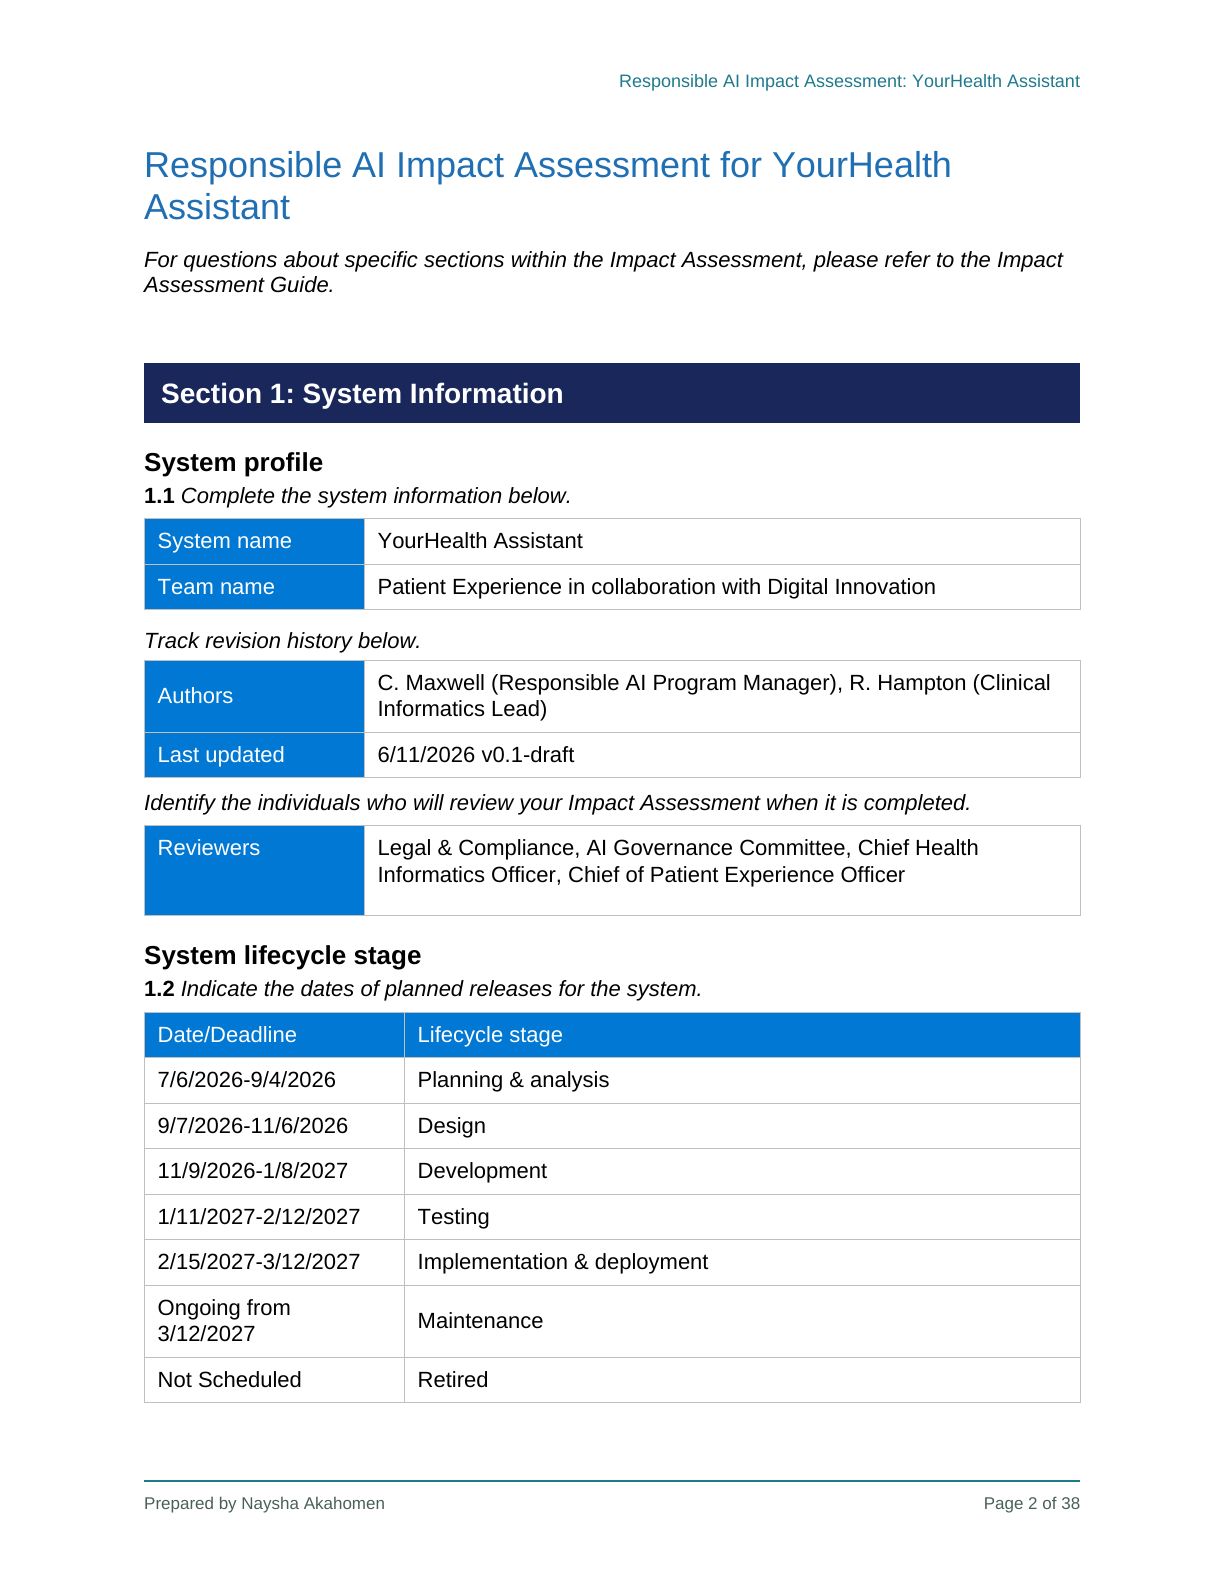 Responsible AI Impact Assessment: YourHealth Assistant
Responsible AI Impact Assessment for YourHealth
Assistant
For questions about specific sections within the Impact Assessment, please refer to the Impact
Assessment Guide.
Section 1: System Information
System profile
1.1 Complete the system information below.
System name YourHealth Assistant
Team name Patient Experience in collaboration with Digital Innovation
Track revision history below.
Authors C. Maxwell (Responsible AI Program Manager), R. Hampton (Clinical
Informatics Lead)
Last updated 6/11/2026 v0.1-draft
Identify the individuals who will review your Impact Assessment when it is completed.
Reviewers Legal & Compliance, AI Governance Committee, Chief Health
Informatics Officer, Chief of Patient Experience Officer
System lifecycle stage
1.2 Indicate the dates of planned releases for the system.
Date/Deadline Lifecycle stage
7/6/2026-9/4/2026 Planning & analysis
9/7/2026-11/6/2026 Design
11/9/2026-1/8/2027 Development
1/11/2027-2/12/2027 Testing
2/15/2027-3/12/2027 Implementation & deployment
Ongoing from
3/12/2027 Maintenance
Not Scheduled Retired
Prepared by Naysha Akahomen Page 2 of 38